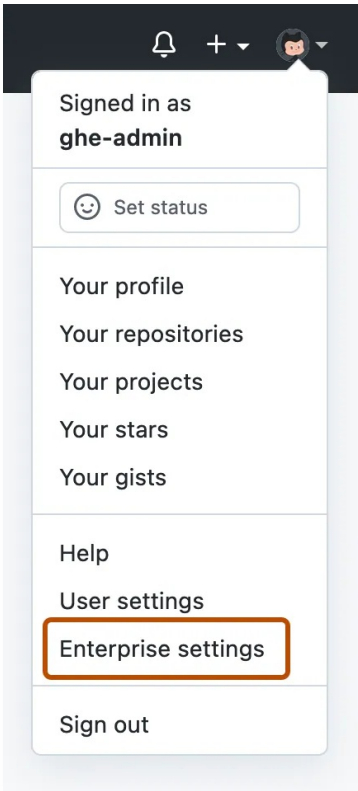 Signed in as
ghe-admin
Set status
Your profile
Your repositories
Your projects
Your stars
Your gists
Help
User settings
Enterprise settings
Sign out